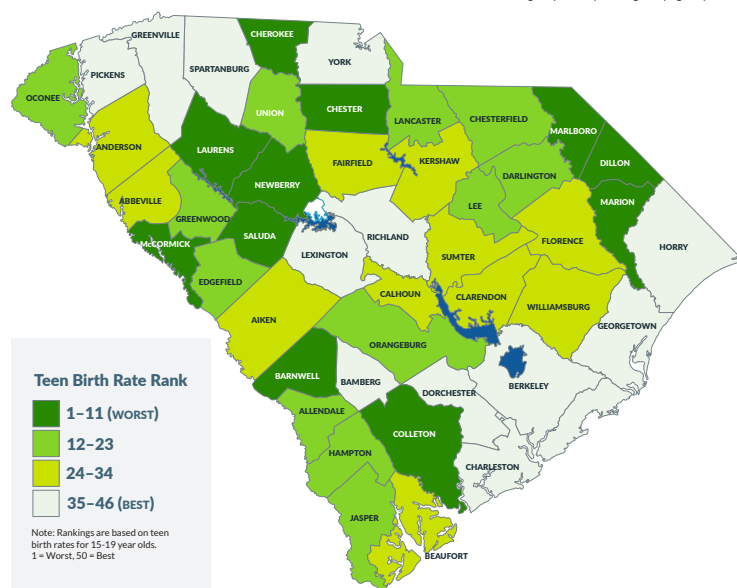 GREENVILLE
CHEROKEE
YORK
SPARTANBURG
PICKENS
OCONEE
UNION
CHESTER
LANCASTER
CHESTERFIELD
MARLBORO
DILLON
ANDERSON
LAURENS
FAIRFIELD
KERSHAW
DARLINGTON
NEWBERRY
ABBEVILLE
GREENWOOD
LEE
MARION
SALUDA
RICHLAND
FLORENCE
HORRY
McCORMICK
LEXINGTON
SUMTER
EDGEFIELD
CALHOUN
CLARENDON
WILLIAMSBURG
AIKEN
GEORGETOWN
ORANGEBURG
BARNWELL
BAMBERG
DORCHESTER
BERKELEY
ALLENDALE
COLLETON
HAMPTON
CHARLESTON
JASPER
BEAUFORT
Teen Birth Rate Rank
1–11 (WORST)
12–23
24–34
35–46 (BEST)
Note: Rankings are based on teen
birth rates for 15-19 year olds.
1 = Worst, 50 = Best